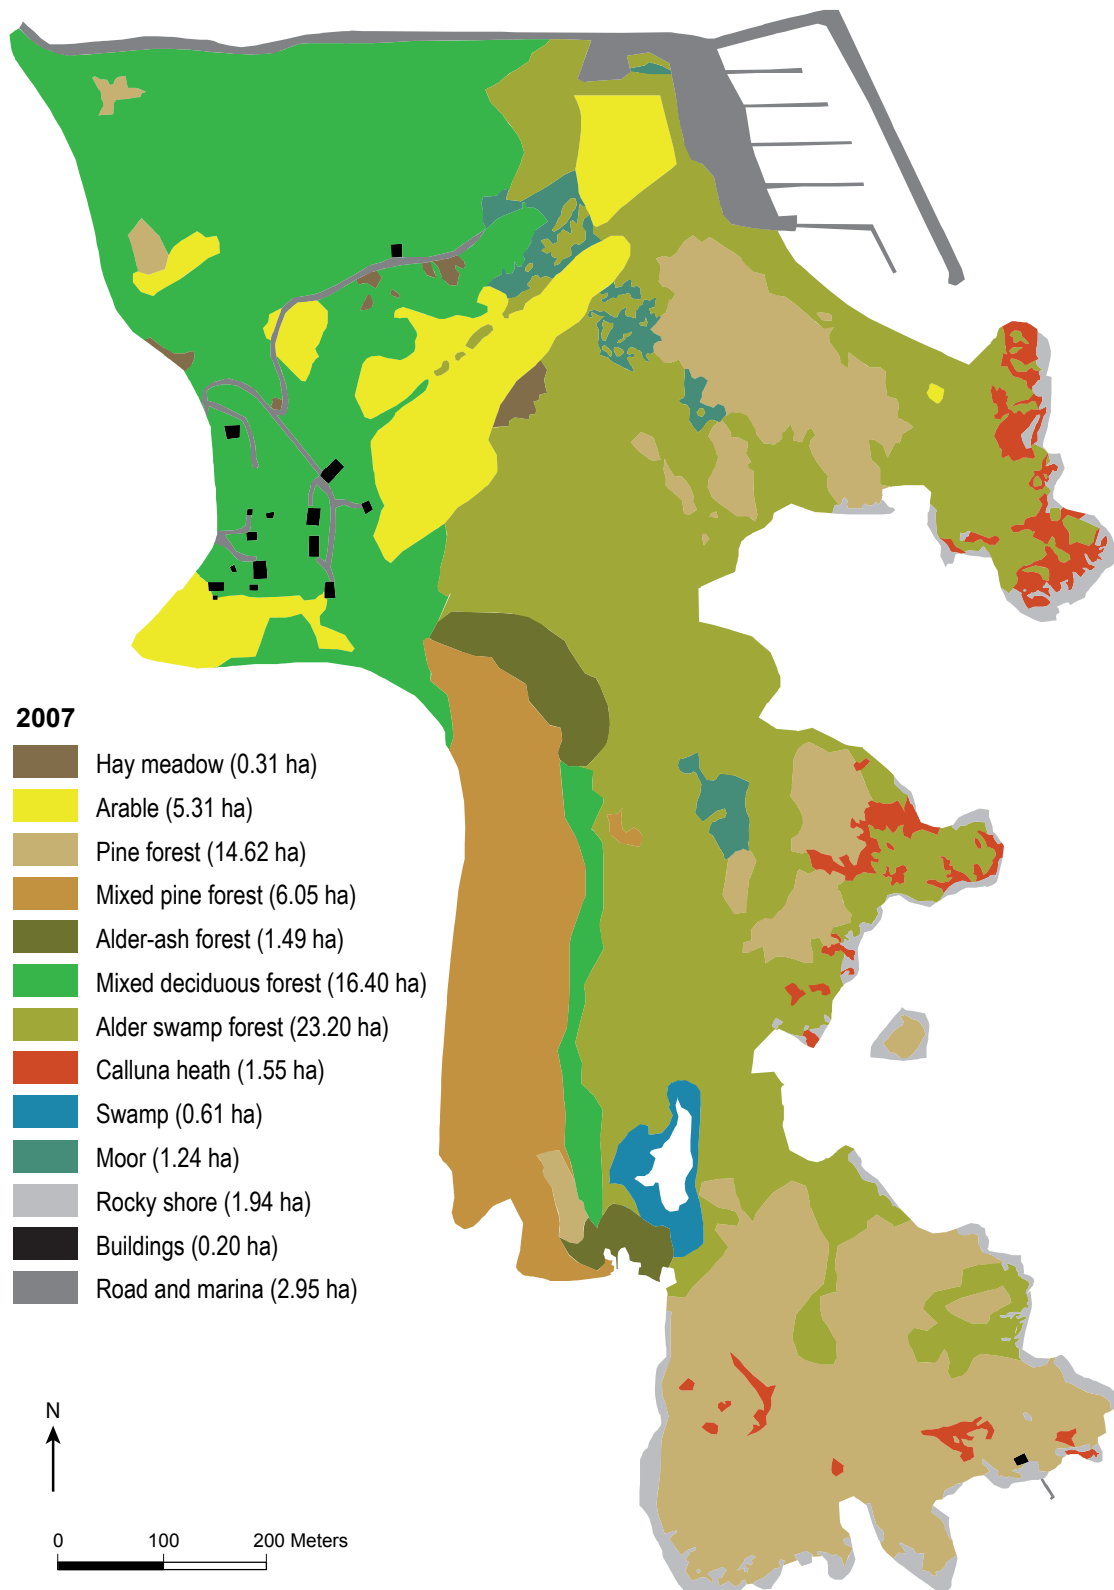 2007
Hay meadow (0.31 ha)
Arable (5.31 ha)
Pine forest (14.62 ha)
Mixed pine forest (6.05 ha)
Alder-ash forest (1.49 ha)
Mixed deciduous forest (16.40 ha)
Alder swamp forest (23.20 ha)
Calluna heath (1.55 ha)
Swamp (0.61 ha)
Moor (1.24 ha)
Rocky shore (1.94 ha)
Buildings (0.20 ha)
Road and marina (2.95 ha)
N
0 100 200 Meters